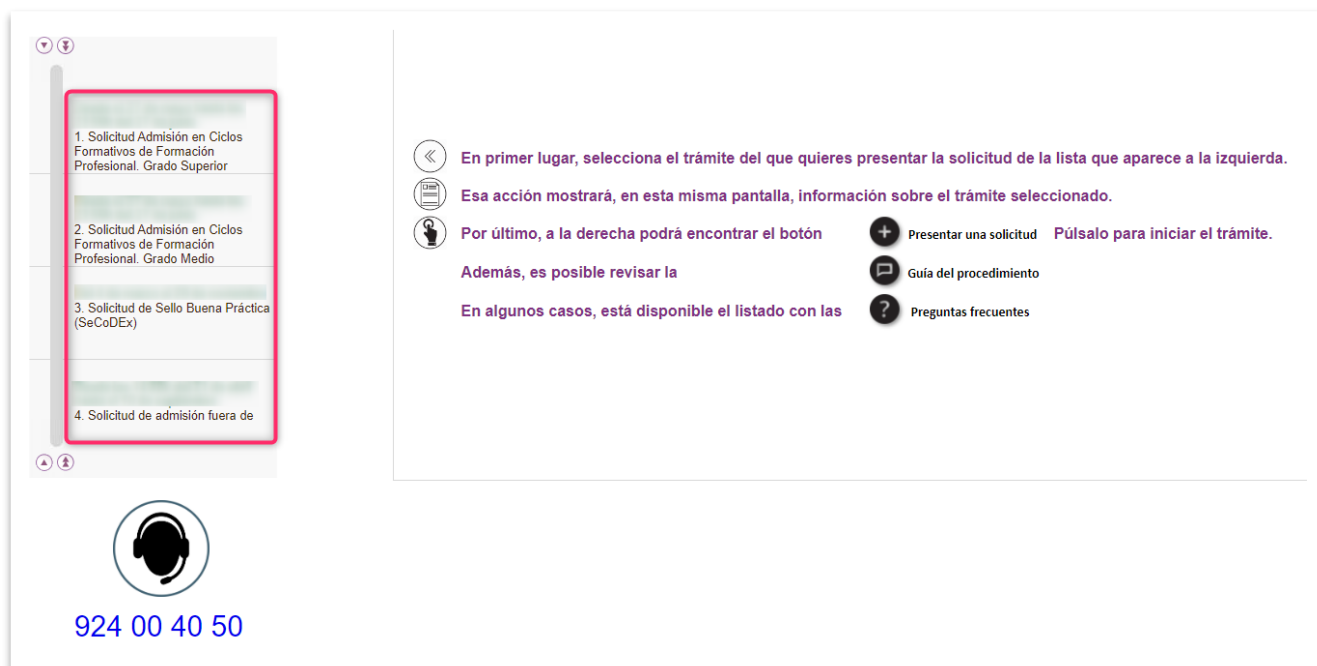 1. Solicitud Admisión en Ciclos
Formativos de Formación
Profesional. Grado Superior
2. Solicitud Admisión en Ciclos
Formativos de Formación
Profesional. Grado Medio
3. Solicitud de Sello Buena Práctica
(SeCoDEx)
4. Solicitud de admisión fuera de
924 00 40 50
En primer lugar, selecciona el trámite del que quieres presentar la solicitud de la lista que aparece a la izquierda.
Esa acción mostrará, en esta misma pantalla, información sobre el trámite seleccionado.
Por último, a la derecha podrá encontrar el botón Presentar una solicitud Púlsalo para iniciar el trámite.
Además, es posible revisar la Guía del procedimiento
En algunos casos, está disponible el listado con las Preguntas frecuentes